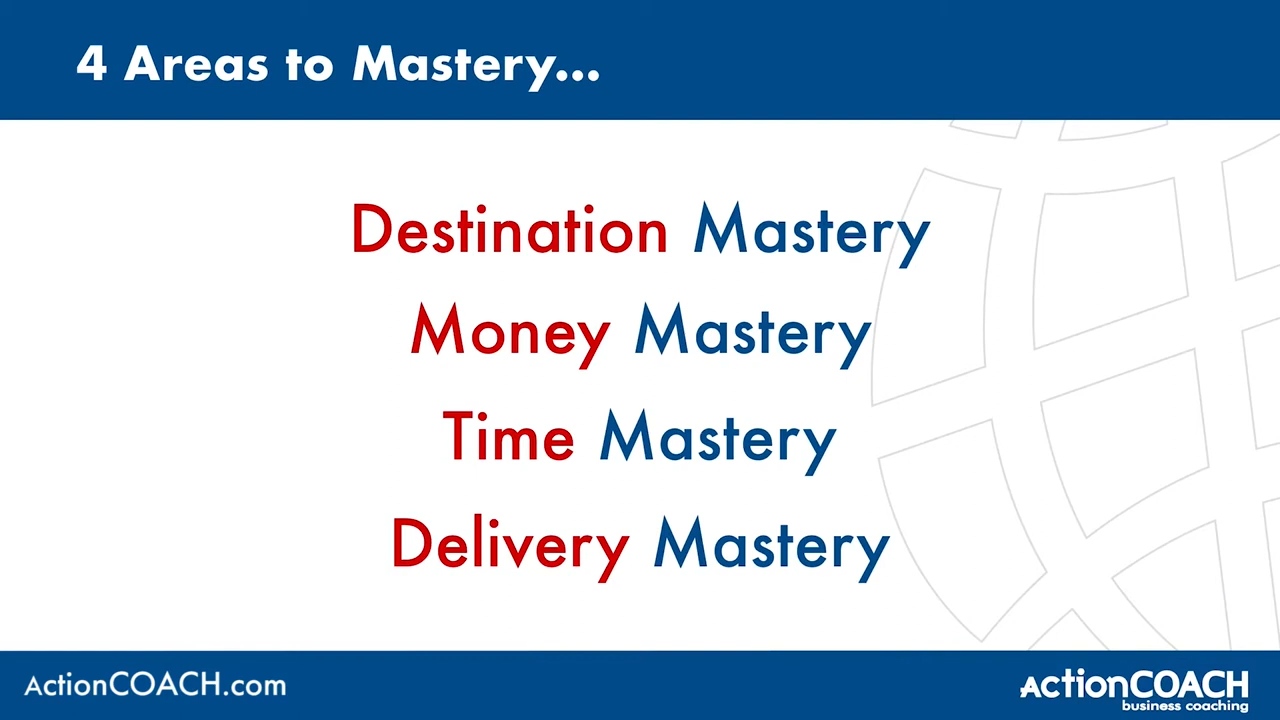 4 Areas to Mastery...
Destination Mastery
Money Mastery
Time Mastery
Delivery Mastery
ActionCOACH.com
ActionCOACH
business coaching